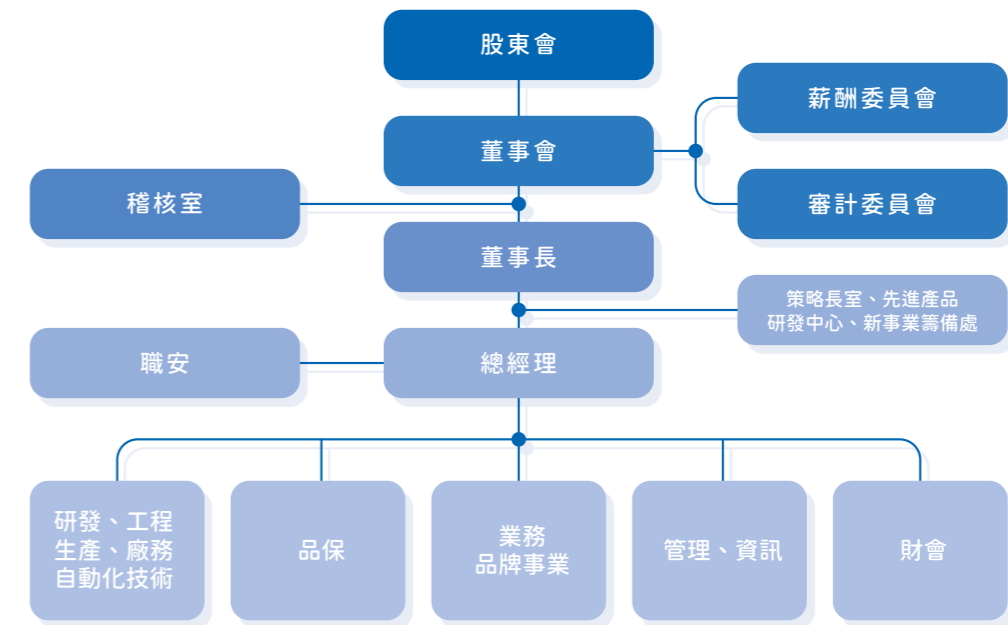 股東會
薪酬委員會
董事會
稽核室
審計委員會
董事長
策略長室、先進產品
研發中心、新事業籌備處
職安
總經理
研發、工程
生產、廠務
自動化技術
品保
業務
品牌事業
管理、資訊
財會